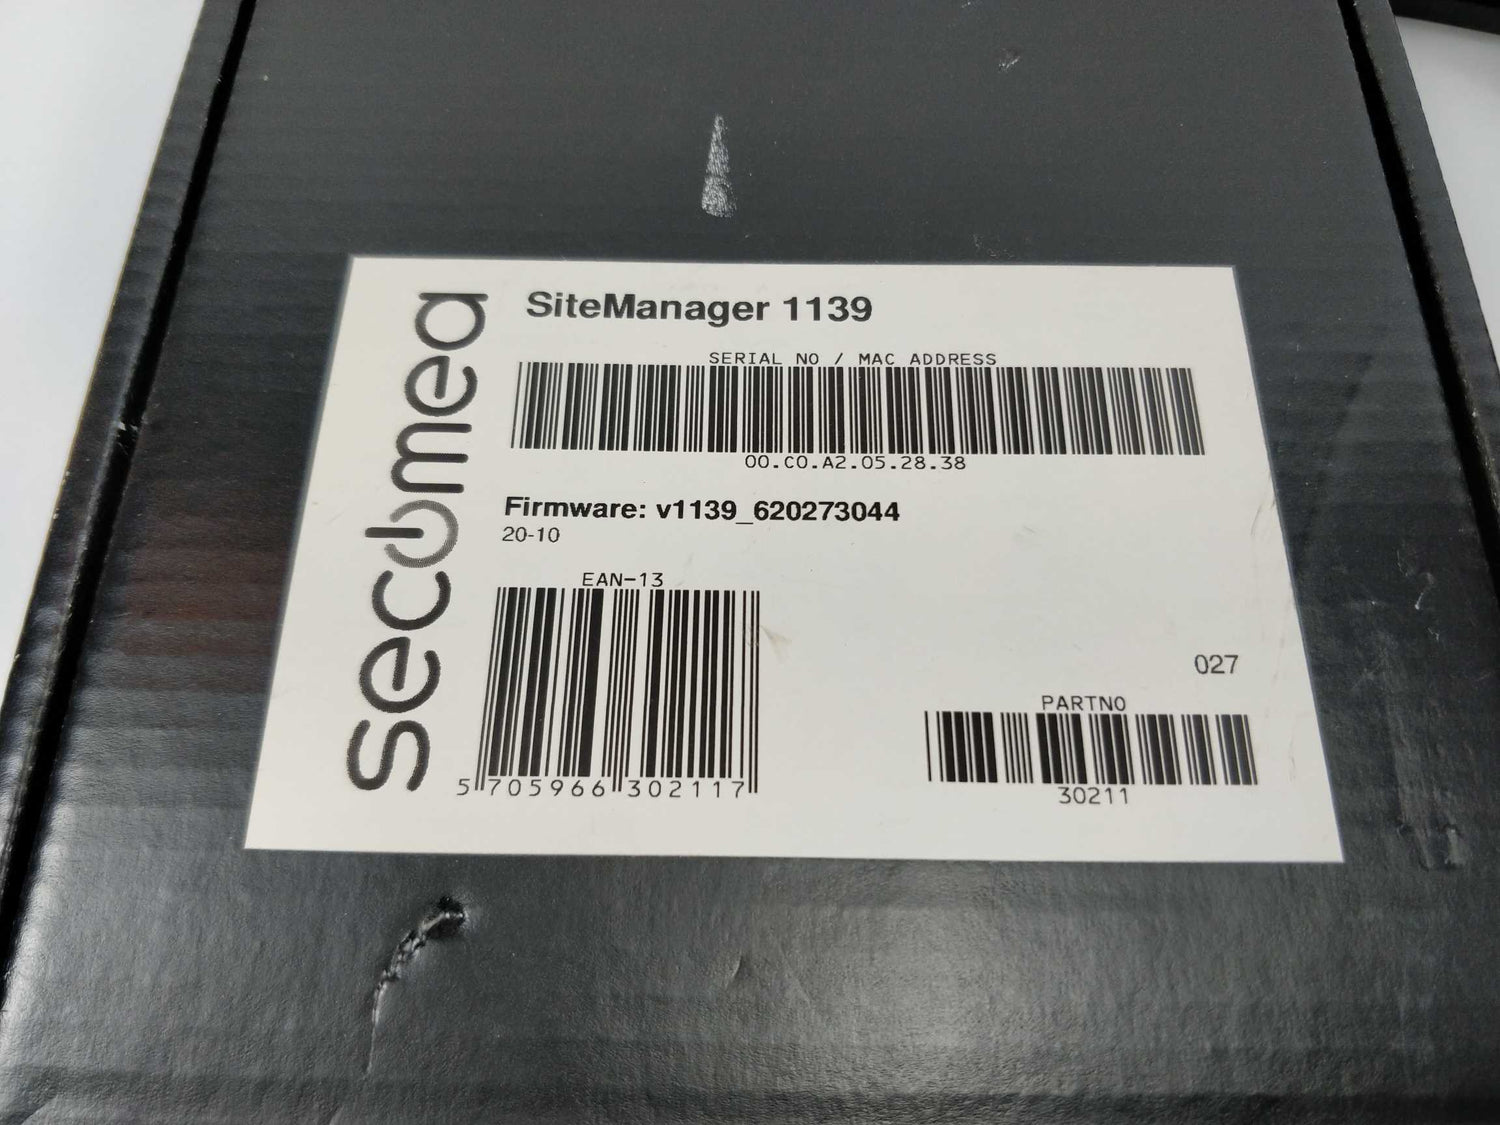 secomea
SiteManager 1139
SERIAL NO / MAC ADDRESS
00.C0.A2.05.28.38
Firmware: v1139_620273044
20-10
EAN-13
5 705966 302117
027
PARTNO
30211